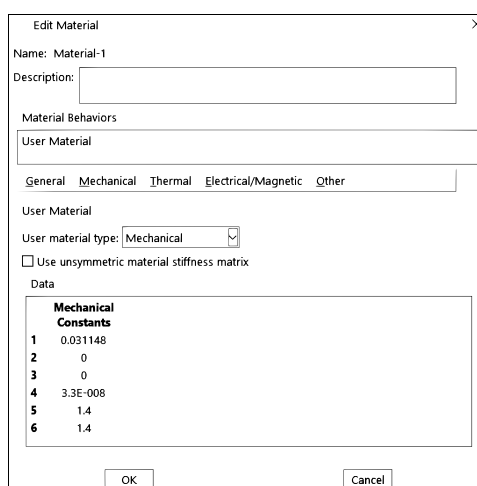 Edit Material
Name: Material-1
Description:
Material Behaviors
User Material
General Mechanical Thermal Electrical/Magnetic Other
User Material
User material type: Mechanical
Use unsymmetric material stiffness matrix
Data
Mechanical
Constants
1 0.031148
2 0
3 0
4 3.3E-008
5 1.4
6 1.4
OK Cancel